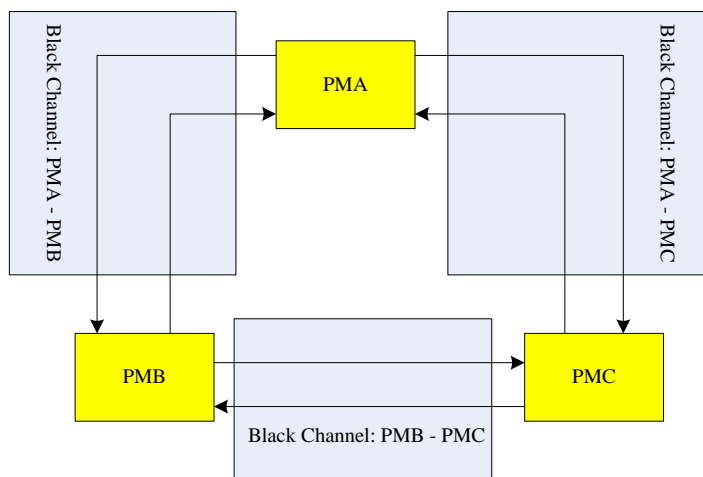 Black Channel: PMA - PMB
PMA
Black Channel: PMA - PMC
PMB
PMC
Black Channel: PMB - PMC